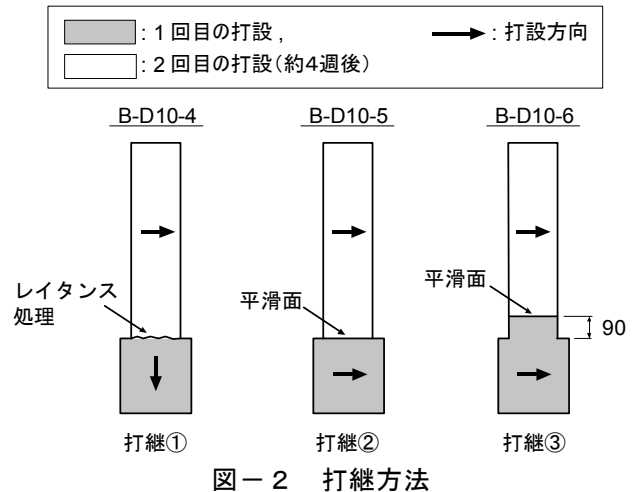 : 1回目の打設 ,
: 打設方向
: 2回目の打設(約4週後)
B-D10-4
B-D10-5
B-D10-6
レイタンス
処理
平滑面
平滑面
90
打継①
打継②
打継③
図－2 打継方法